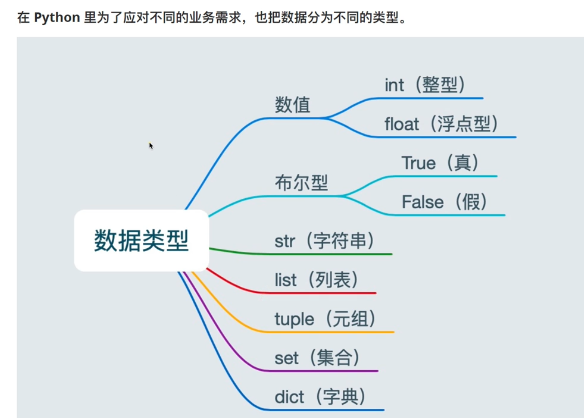 在 Python 里为了应对不同的业务需求，也把数据分为不同的类型。
数据类型
数值
int（整型）
float（浮点型）
布尔型
True（真）
False（假）
str（字符串）
list（列表）
tuple（元组）
set（集合）
dict（字典）